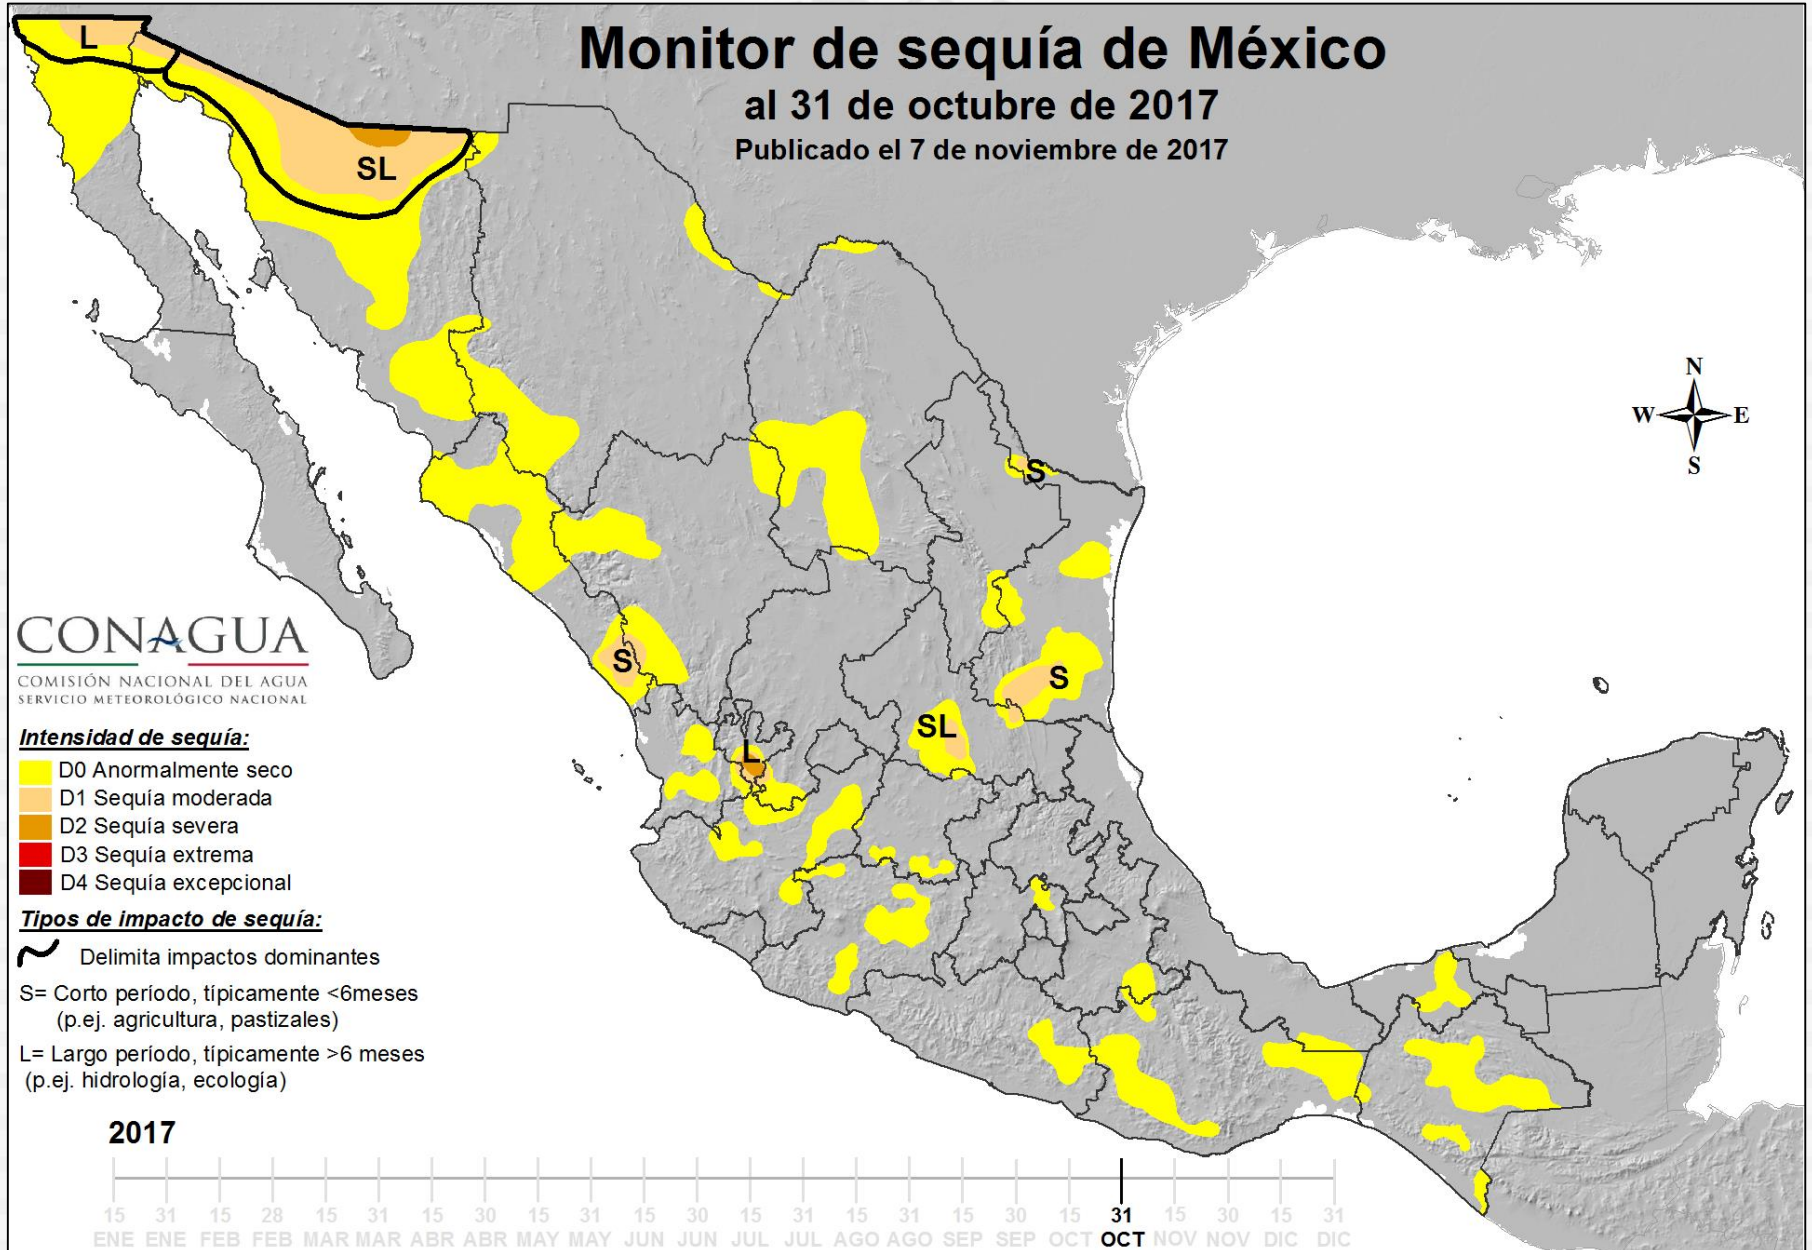 Monitor de sequía de México
al 31 de octubre de 2017
Publicado el 7 de noviembre de 2017
L
SL
N
W E
S
S
S
S
SL
L
CONAGUA
COMISIÓN NACIONAL DEL AGUA
SERVICIO METEOROLÓGICO NACIONAL
Intensidad de sequía:
D0 Anormalmente seco
D1 Sequía moderada
D2 Sequía severa
D3 Sequía extrema
D4 Sequía excepcional
Tipos de impacto de sequía:
Delimita impactos dominantes
S= Corto período, típicamente <6meses
(p.ej. agricultura, pastizales)
L= Largo período, típicamente >6 meses
(p.ej. hidrología, ecología)
2017
15 31 15 28 15 31 15 30 15 31 15 30 15 31 15 31 15 30 15 31 15 30 15 31
ENE ENE FEB FEB MAR MAR ABR ABR MAY MAY JUN JUN JUL JUL AGO AGO SEP SEP OCT OCT NOV NOV DIC DIC